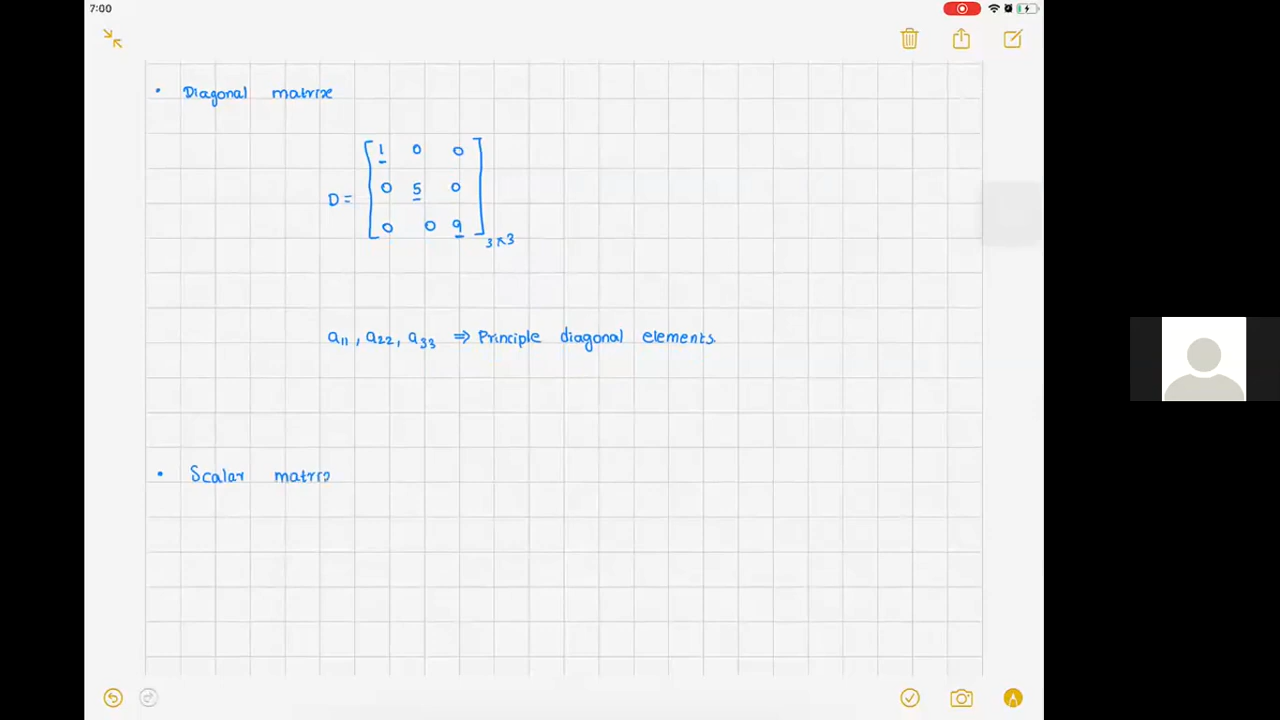 7:00
• Diagonal matrix
D = [ 1 0 0
0 5 0
0 0 9 ] 3×3
a11, a22, a33 ⇒ Principle diagonal elements.
• Scalar matrix